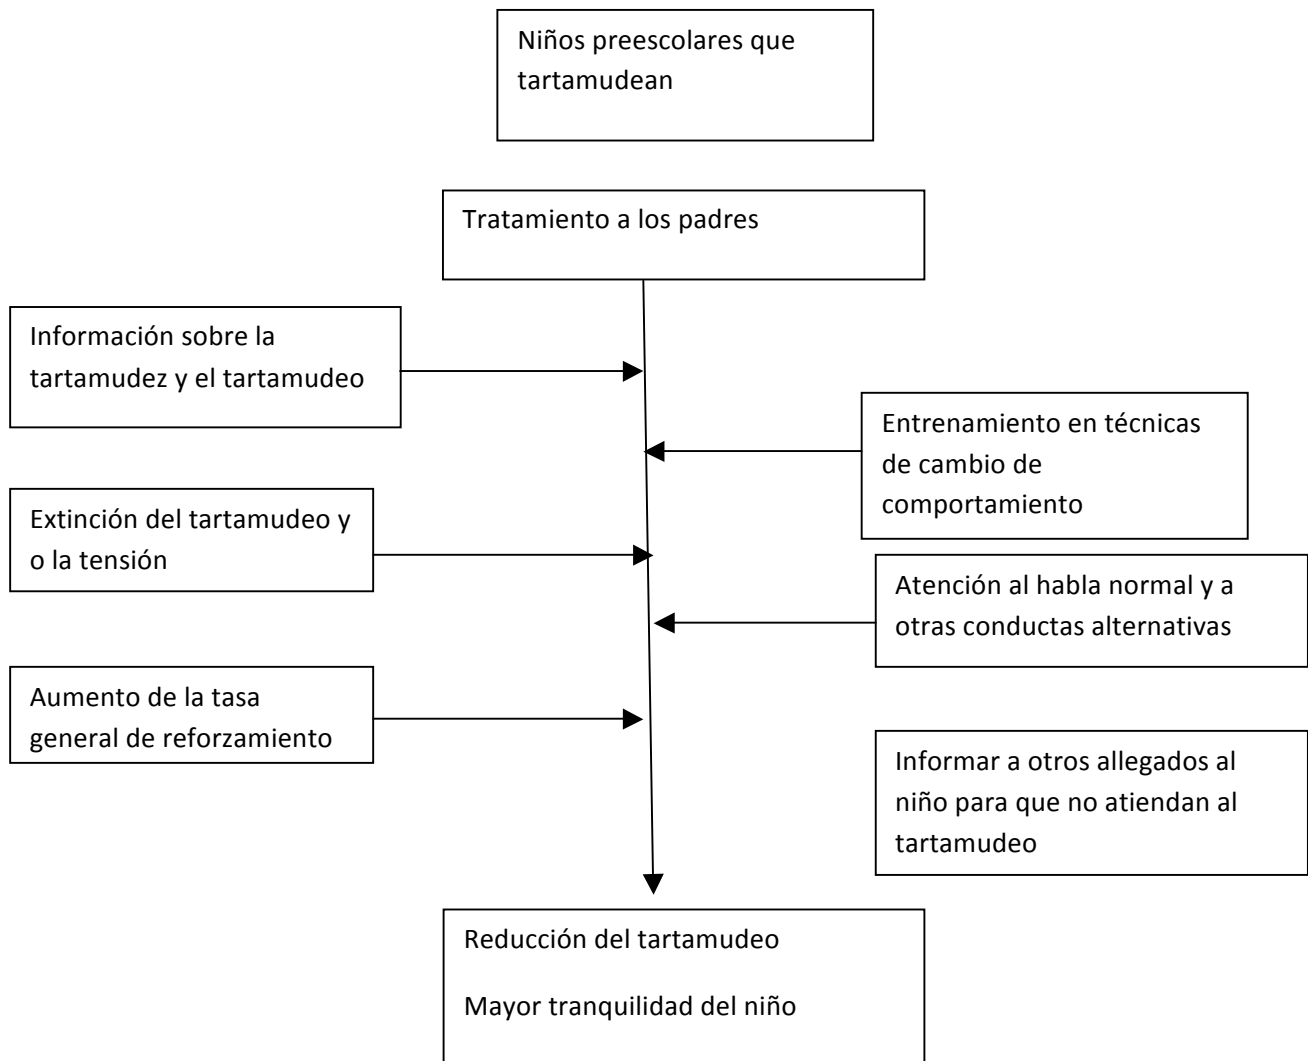 Niños preescolares que
tartamudean
Tratamiento a los padres
Información sobre la
tartamudez y el tartamudeo
Entrenamiento en técnicas
de cambio de
comportamiento
Extinción del tartamudeo y
o la tensión
Atención al habla normal y a
otras conductas alternativas
Aumento de la tasa
general de reforzamiento
Informar a otros allegados al
niño para que no atiendan al
tartamudeo
Reducción del tartamudeo
Mayor tranquilidad del niño